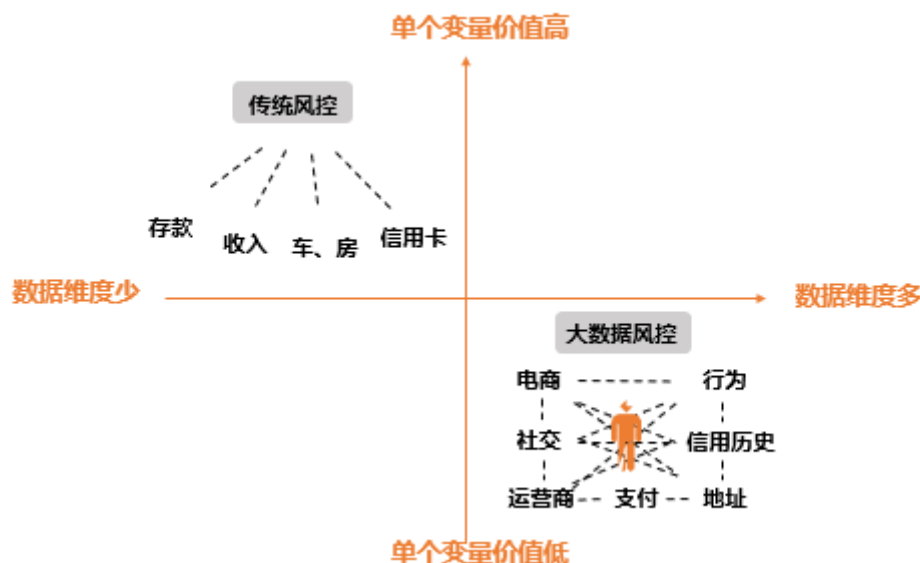 单个变量价值高
传统风控
存款
收入
车、房
信用卡
数据维度少
数据维度多
大数据风控
电商
行为
社交
信用历史
运营商
支付
地址
单个变量价值低